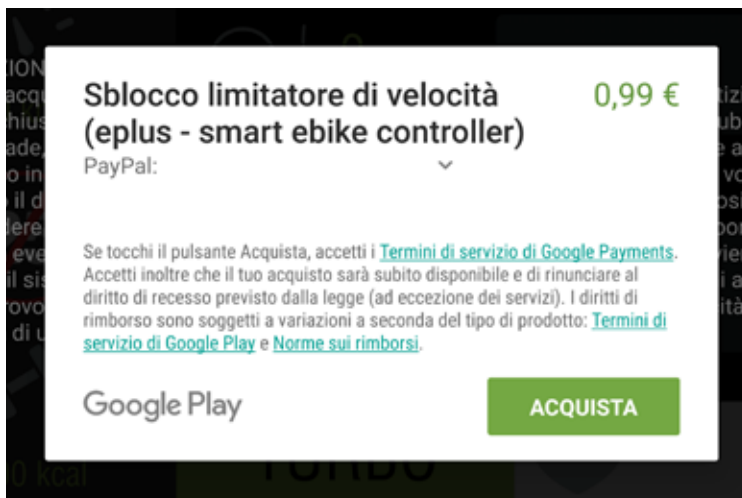 Sblocco limitatore di velocità 0,99 €
(eplus - smart ebike controller)
PayPal:
Se tocchi il pulsante Acquista, accetti i Termini di servizio di Google Payments.
Accetti inoltre che il tuo acquisto sarà subito disponibile e di rinunciare al
diritto di recesso previsto dalla legge (ad eccezione dei servizi). I diritti di
rimborso sono soggetti a variazioni a seconda del tipo di prodotto: Termini di
servizio di Google Play e Norme sui rimborsi.
Google Play ACQUISTA
kcal
TURBO